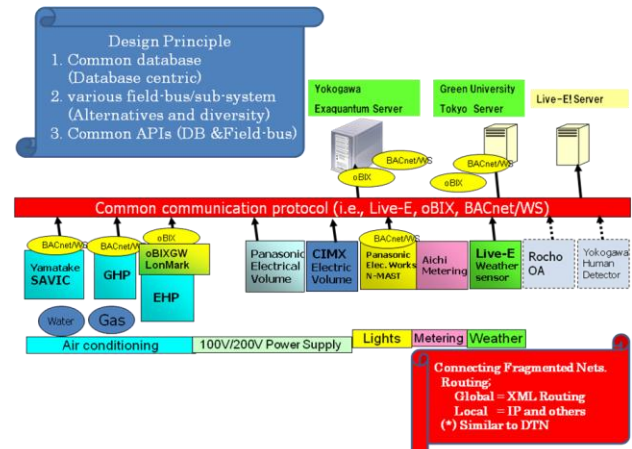 Design Principle
1. Common database
(Database centric)
2. various field-bus/sub-system
(Alternatives and diversity)
3. Common APIs (DB &Field-bus)
Yokogawa
Exaquantum Server
Green University
Tokyo Server
Live-E! Server
BACnet/WS
oBIX
BACnet/WS
oBIX
Common communication protocol (i.e., Live-E, oBIX, BACnet/WS)
BACnet/WS
BACnet/WS
oBIX
BACnet/WS
Yamatake
SAVIC
GHP
oBIXGW
LonMark
EHP
Panasonic
Electrical
Volume
CIMX
Electric
Volume
Panasonic
Elec. Works
N-MAST
Aichi
Metering
Live-E
Weather
sensor
Rocho
OA
Yokogawa
Human
Detector
Water
Gas
Air conditioning
100V/200V Power Supply
Lights
Metering
Weather
Connecting Fragmented Nets.
Routing;
Global = XML Routing
Local = IP and others
(*) Similar to DTN